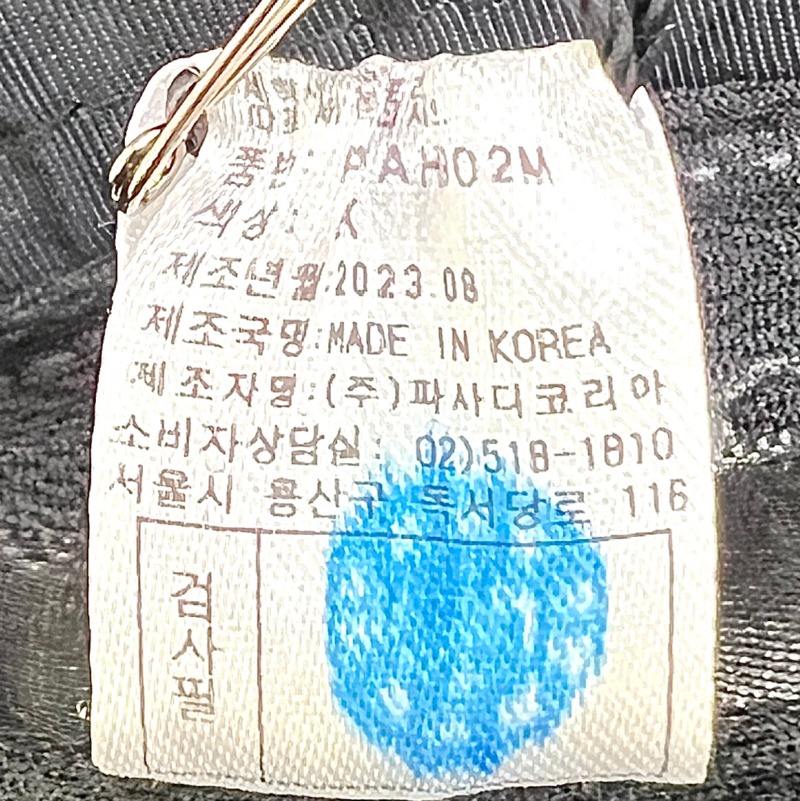 품번: PAH02M
색상:
제조년월:2023.08
제조국명:MADE IN KOREA
제조자명:(주)파사디코리아
소비자상담실: 02)518-1810
서울시 용산구 독서당로 116
검사필